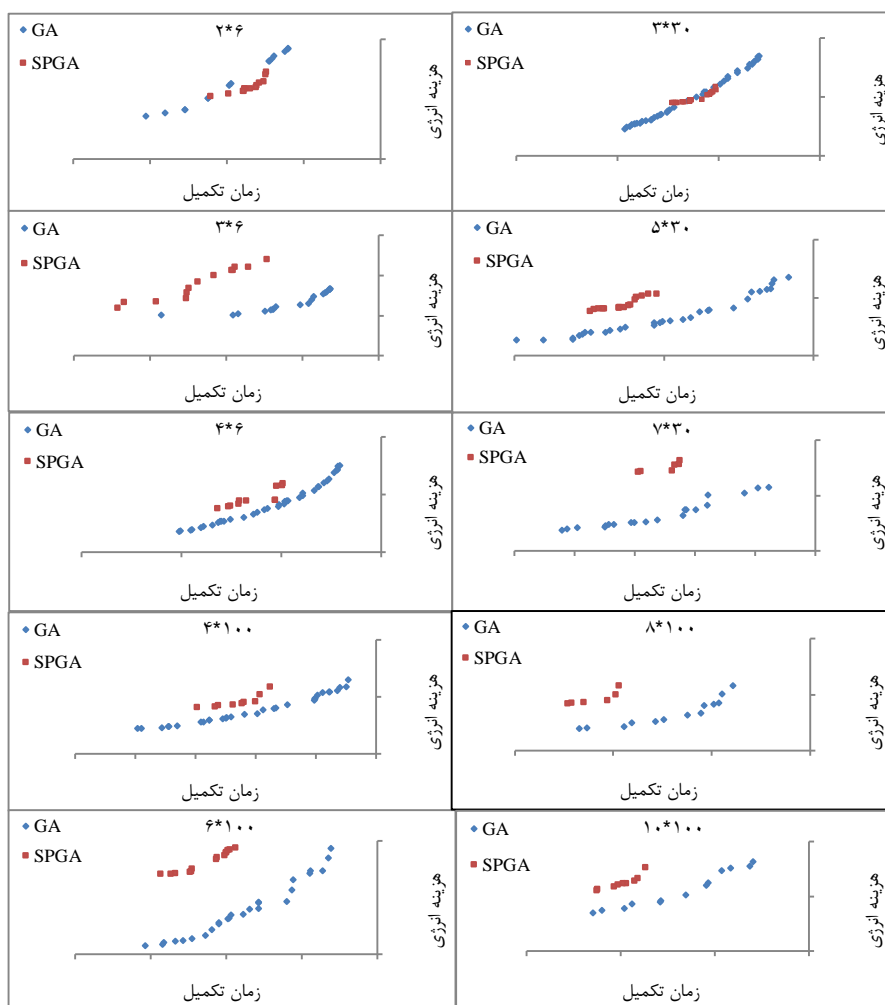 GA
SPGA
۲*۶
هزینه انرژی
زمان تکمیل
GA
SPGA
۳*۳۰
هزینه انرژی
زمان تکمیل
GA
SPGA
۳*۶
هزینه انرژی
زمان تکمیل
GA
SPGA
۵*۳۰
هزینه انرژی
زمان تکمیل
GA
SPGA
۴*۶
هزینه انرژی
زمان تکمیل
GA
SPGA
۷*۳۰
هزینه انرژی
زمان تکمیل
GA
SPGA
۴*۱۰۰
هزینه انرژی
زمان تکمیل
GA
SPGA
۸*۱۰۰
هزینه انرژی
زمان تکمیل
GA
SPGA
۶*۱۰۰
هزینه انرژی
زمان تکمیل
GA
SPGA
۱۰*۱۰۰
هزینه انرژی
زمان تکمیل